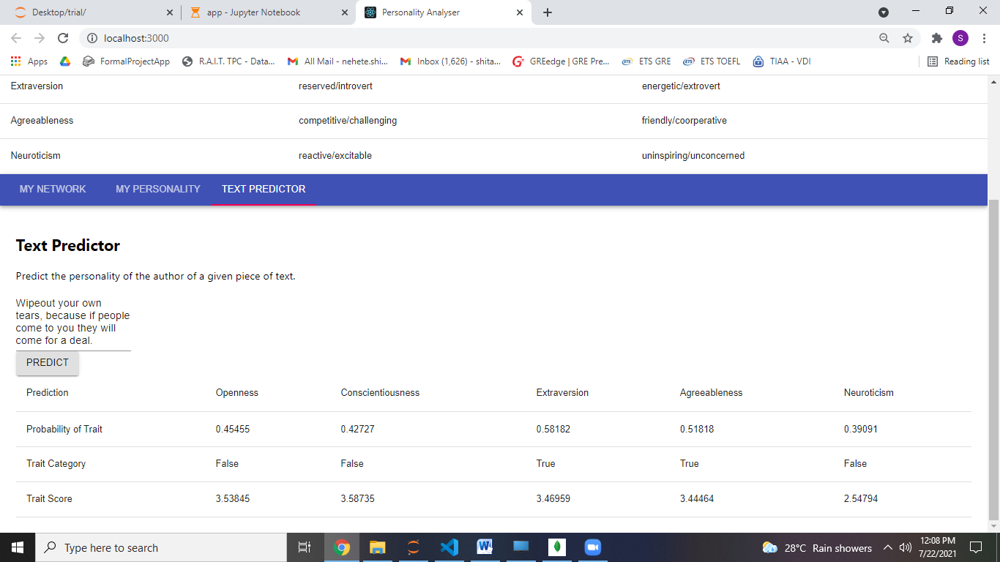 Desktop/trial/ app - Jupyter Notebook Personality Analyser
localhost:3000 S
Apps FormalProjectApp R.A.I.T. TPC - Data... All Mail - nehete.shi... Inbox (1,626) - shita... GREedge | GRE Pre... ETS GRE ETS TOEFL TIAA - VDI Reading list
Extraversion reserved/introvert energetic/extrovert
Agreeableness competitive/challenging friendly/coorperative
Neuroticism reactive/excitable uninspiring/unconcerned
MY NETWORK MY PERSONALITY TEXT PREDICTOR
Text Predictor
Predict the personality of the author of a given piece of text.
Wipeout your own
tears, because if people
come to you they will
come for a deal.
PREDICT
Prediction Openness Conscientiousness Extraversion Agreeableness Neuroticism
Probability of Trait 0.45455 0.42727 0.58182 0.51818 0.39091
Trait Category False False True True False
Trait Score 3.53845 3.58735 3.46959 3.44464 2.54794
Type here to search 28°C Rain showers 12:08 PM
7/22/2021